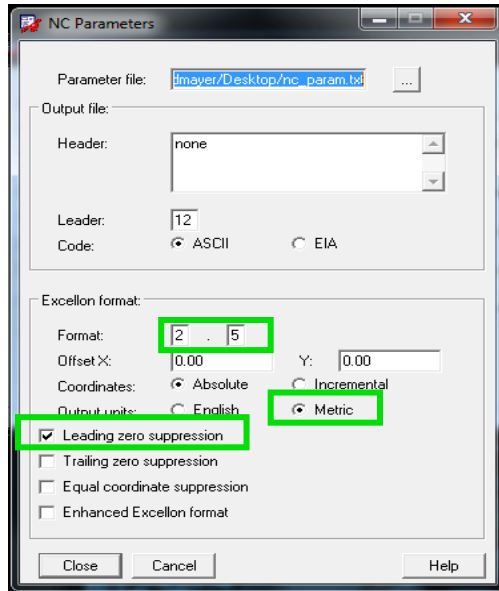 NC Parameters
Parameter file: dmayer/Desktop/nc_param.txt ...
Output file:
Header: none
Leader: 12
Code: ASCII EIA
Excellon format:
Format: 2 . 5
Offset X: 0.00 Y: 0.00
Coordinates: Absolute Incremental
Output units: English Metric
Leading zero suppression
Trailing zero suppression
Equal coordinate suppression
Enhanced Excellon format
Close Cancel Help